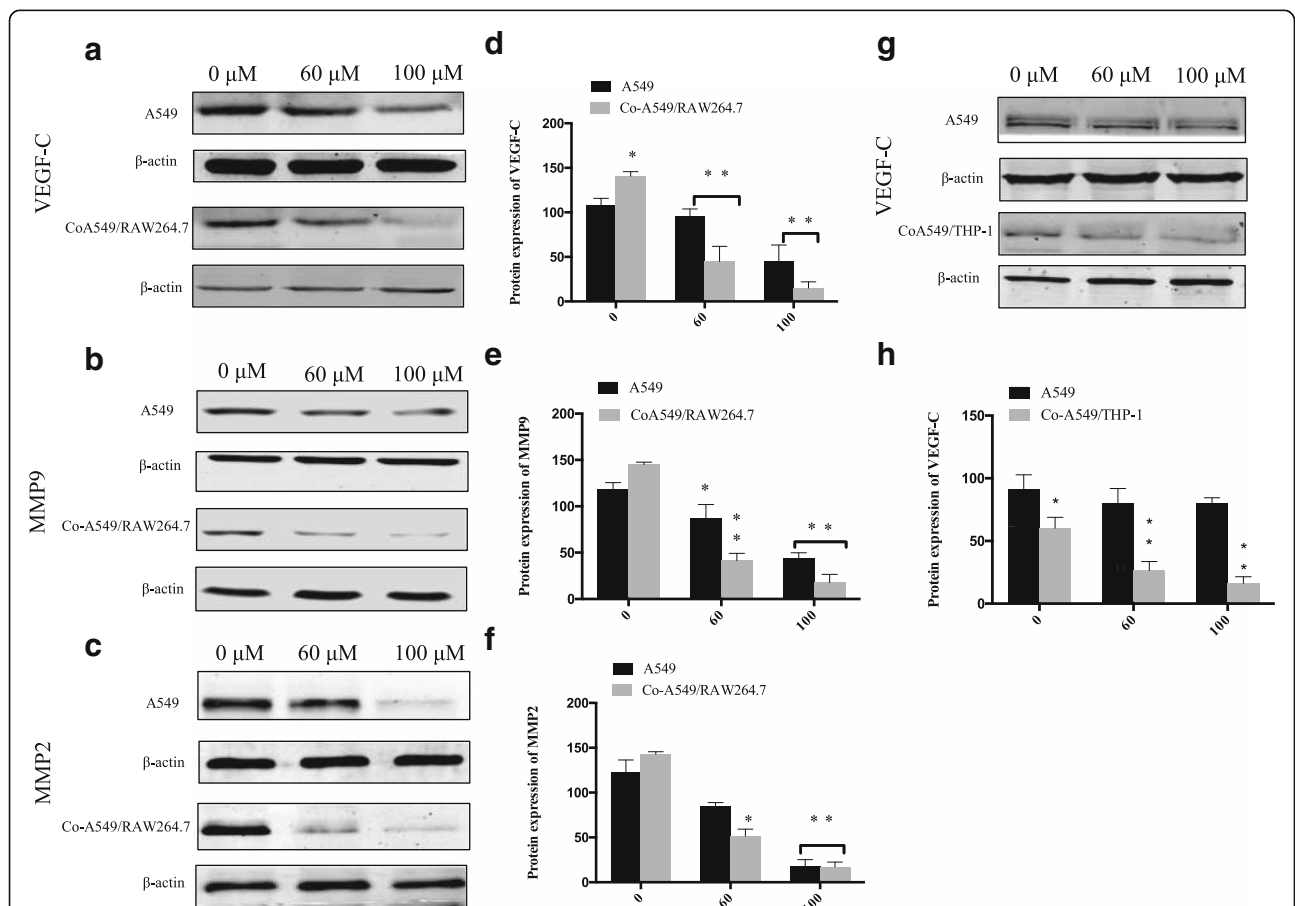 a
0 µM 60 µM 100 µM
VEGF-C
A549
β-actin
CoA549/RAW264.7
β-actin
b
0 µM 60 µM 100 µM
MMP9
A549
β-actin
Co-A549/RAW264.7
β-actin
c
0 µM 60 µM 100 µM
MMP2
A549
β-actin
Co-A549/RAW264.7
β-actin
d
A549
Co-A549/RAW264.7
Protein expression of VEGF-C
200
150
100
50
0
*
* *
* *
0 60 100
e
A549
CoA549/RAW264.7
Protein expression of MMP9
200
150
100
50
0
*
*
*
* *
0 60 100
f
A549
Co-A549/RAW264.7
Protein expression of MMP2
200
150
100
50
0
*
* *
0 60 100
g
0 µM 60 µM 100 µM
VEGF-C
A549
β-actin
CoA549/THP-1
β-actin
h
A549
Co-A549/THP-1
Protein expression of VEGF-C
150
100
50
0
*
*
*
*
*
0 60 100